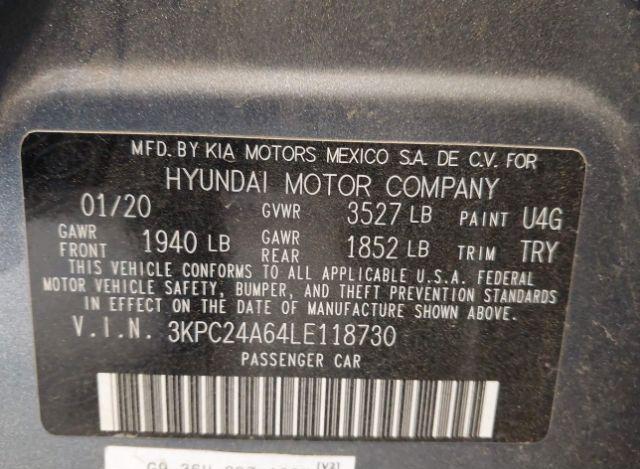 MFD. BY KIA MOTORS MEXICO S.A. DE C.V. FOR
HYUNDAI MOTOR COMPANY
01/20 GVWR 3527 LB PAINT U4G
GAWR FRONT 1940 LB GAWR REAR 1852 LB TRIM TRY
THIS VEHICLE CONFORMS TO ALL APPLICABLE U.S.A. FEDERAL
MOTOR VEHICLE SAFETY, BUMPER, AND THEFT PREVENTION STANDARDS
IN EFFECT ON THE DATE OF MANUFACTURE SHOWN ABOVE.
V.I.N. 3KPC24A64LE118730
PASSENGER CAR